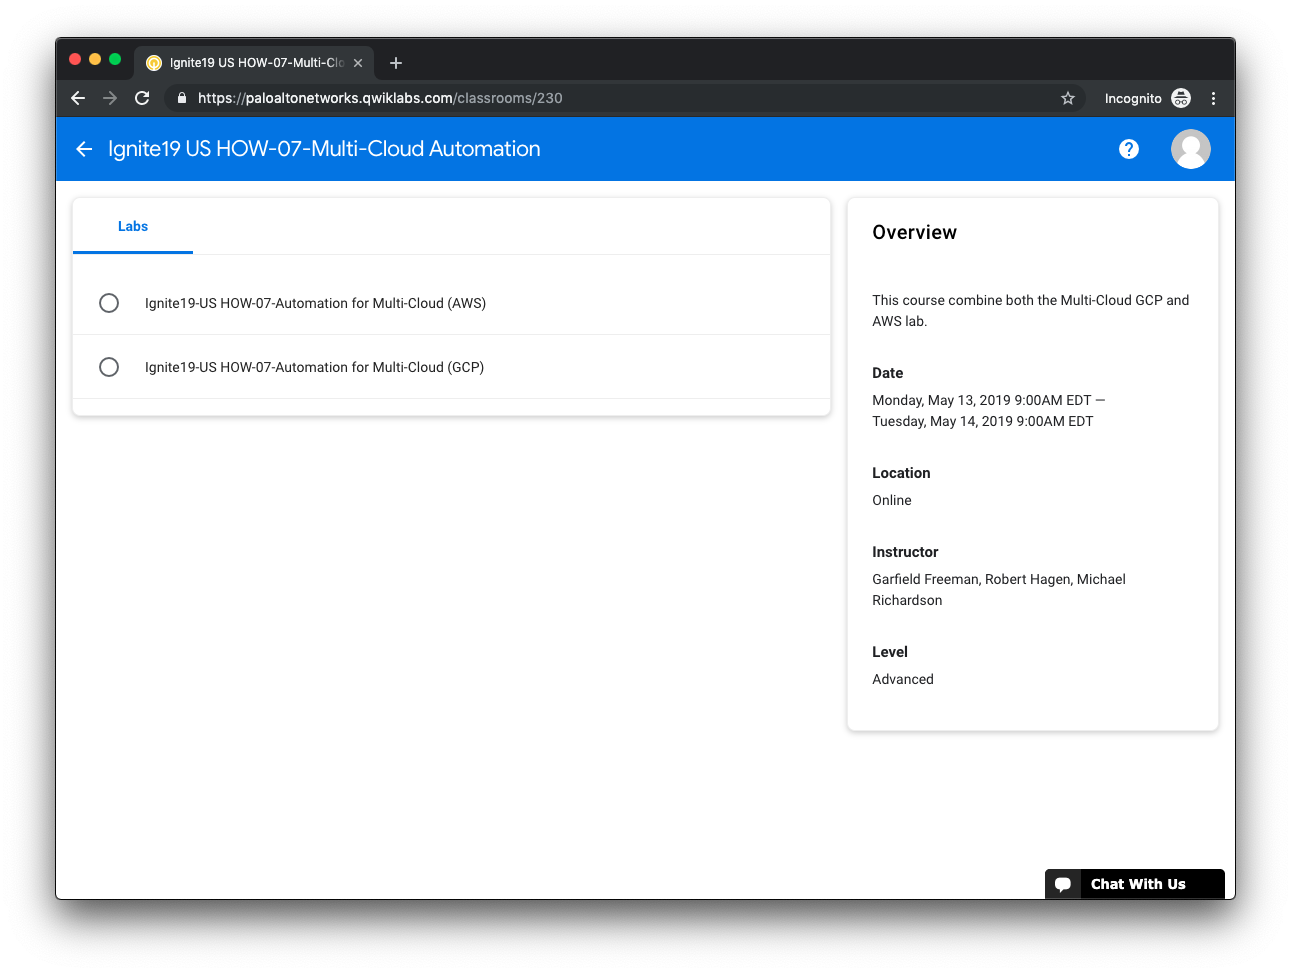 Ignite19 US HOW-07-Multi-Clo
https://paloaltonetworks.qwiklabs.com/classrooms/230
Incognito
Ignite19 US HOW-07-Multi-Cloud Automation
?
Labs
Ignite19-US HOW-07-Automation for Multi-Cloud (AWS)
Ignite19-US HOW-07-Automation for Multi-Cloud (GCP)
Overview
This course combine both the Multi-Cloud GCP and
AWS lab.
Date
Monday, May 13, 2019 9:00AM EDT —
Tuesday, May 14, 2019 9:00AM EDT
Location
Online
Instructor
Garfield Freeman, Robert Hagen, Michael
Richardson
Level
Advanced
Chat With Us